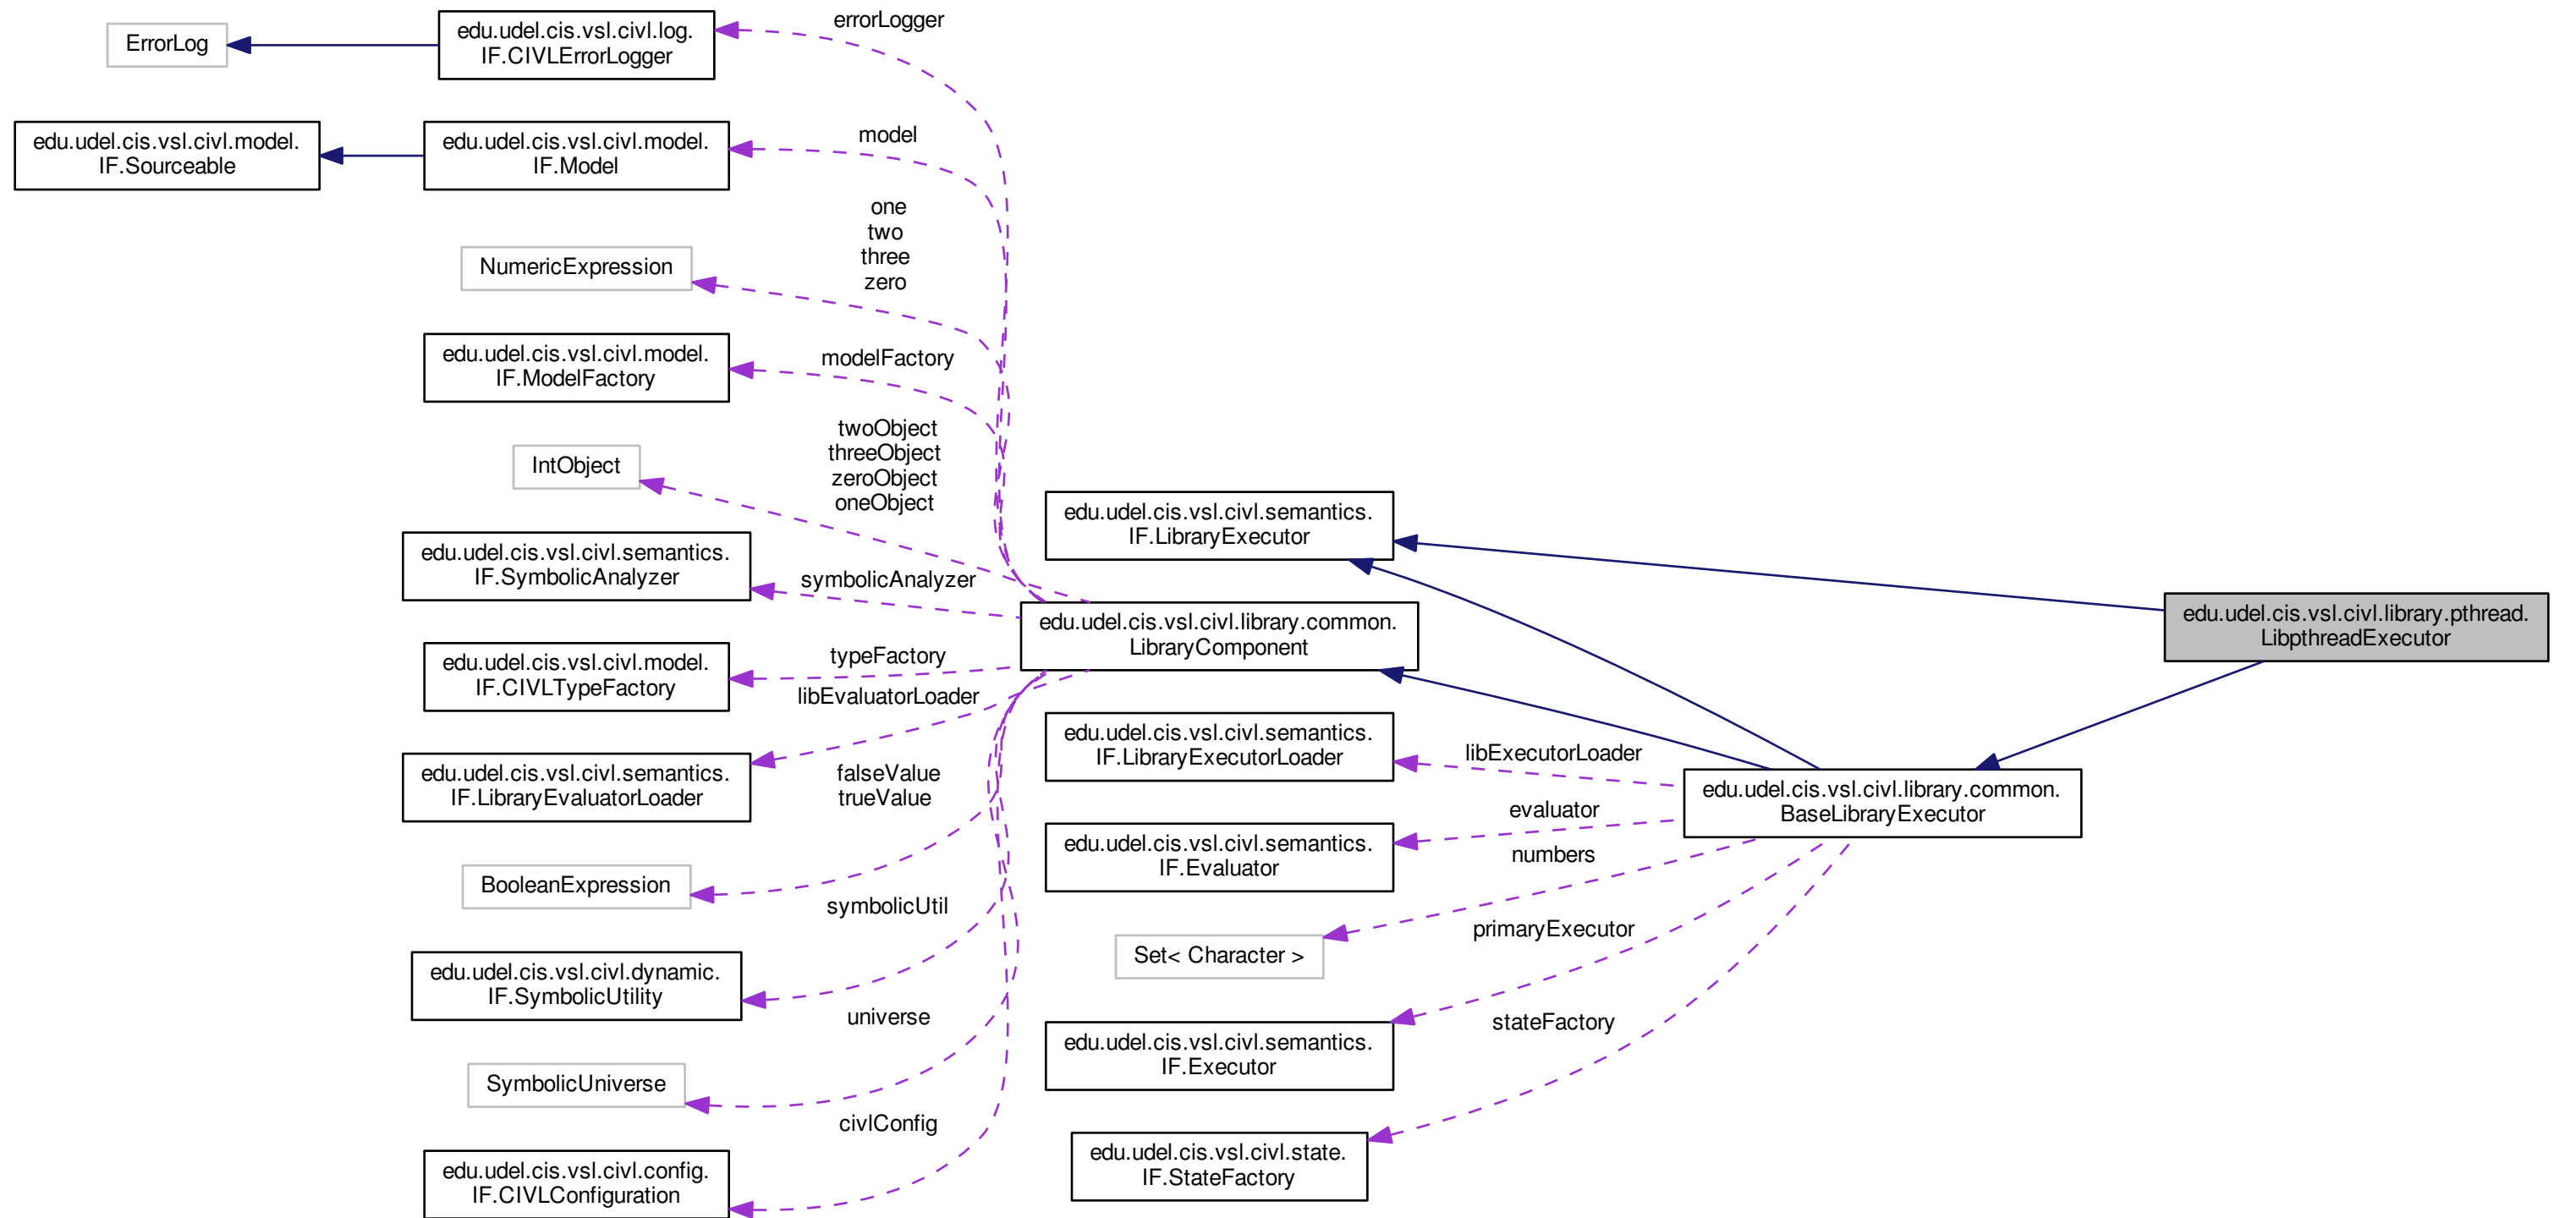 ErrorLog
edu.udel.cis.vsl.civl.log.
IF.CIVLErrorLogger
errorLogger
edu.udel.cis.vsl.civl.model.
IF.Sourceable
edu.udel.cis.vsl.civl.model.
IF.Model
model
NumericExpression
one
two
three
zero
edu.udel.cis.vsl.civl.model.
IF.ModelFactory
modelFactory
IntObject
twoObject
threeObject
zeroObject
oneObject
edu.udel.cis.vsl.civl.semantics.
IF.SymbolicAnalyzer
symbolicAnalyzer
edu.udel.cis.vsl.civl.model.
IF.CIVLTypeFactory
typeFactory
edu.udel.cis.vsl.civl.semantics.
IF.LibraryEvaluatorLoader
libEvaluatorLoader
BooleanExpression
falseValue
trueValue
edu.udel.cis.vsl.civl.dynamic.
IF.SymbolicUtility
symbolicUtil
SymbolicUniverse
universe
edu.udel.cis.vsl.civl.config.
IF.CIVLConfiguration
civlConfig
edu.udel.cis.vsl.civl.semantics.
IF.LibraryExecutor
edu.udel.cis.vsl.civl.library.common.
LibraryComponent
edu.udel.cis.vsl.civl.semantics.
IF.LibraryExecutorLoader
libExecutorLoader
edu.udel.cis.vsl.civl.semantics.
IF.Evaluator
evaluator
Set< Character >
numbers
edu.udel.cis.vsl.civl.semantics.
IF.Executor
primaryExecutor
edu.udel.cis.vsl.civl.state.
IF.StateFactory
stateFactory
edu.udel.cis.vsl.civl.library.common.
BaseLibraryExecutor
edu.udel.cis.vsl.civl.library.pthread.
LibpthreadExecutor